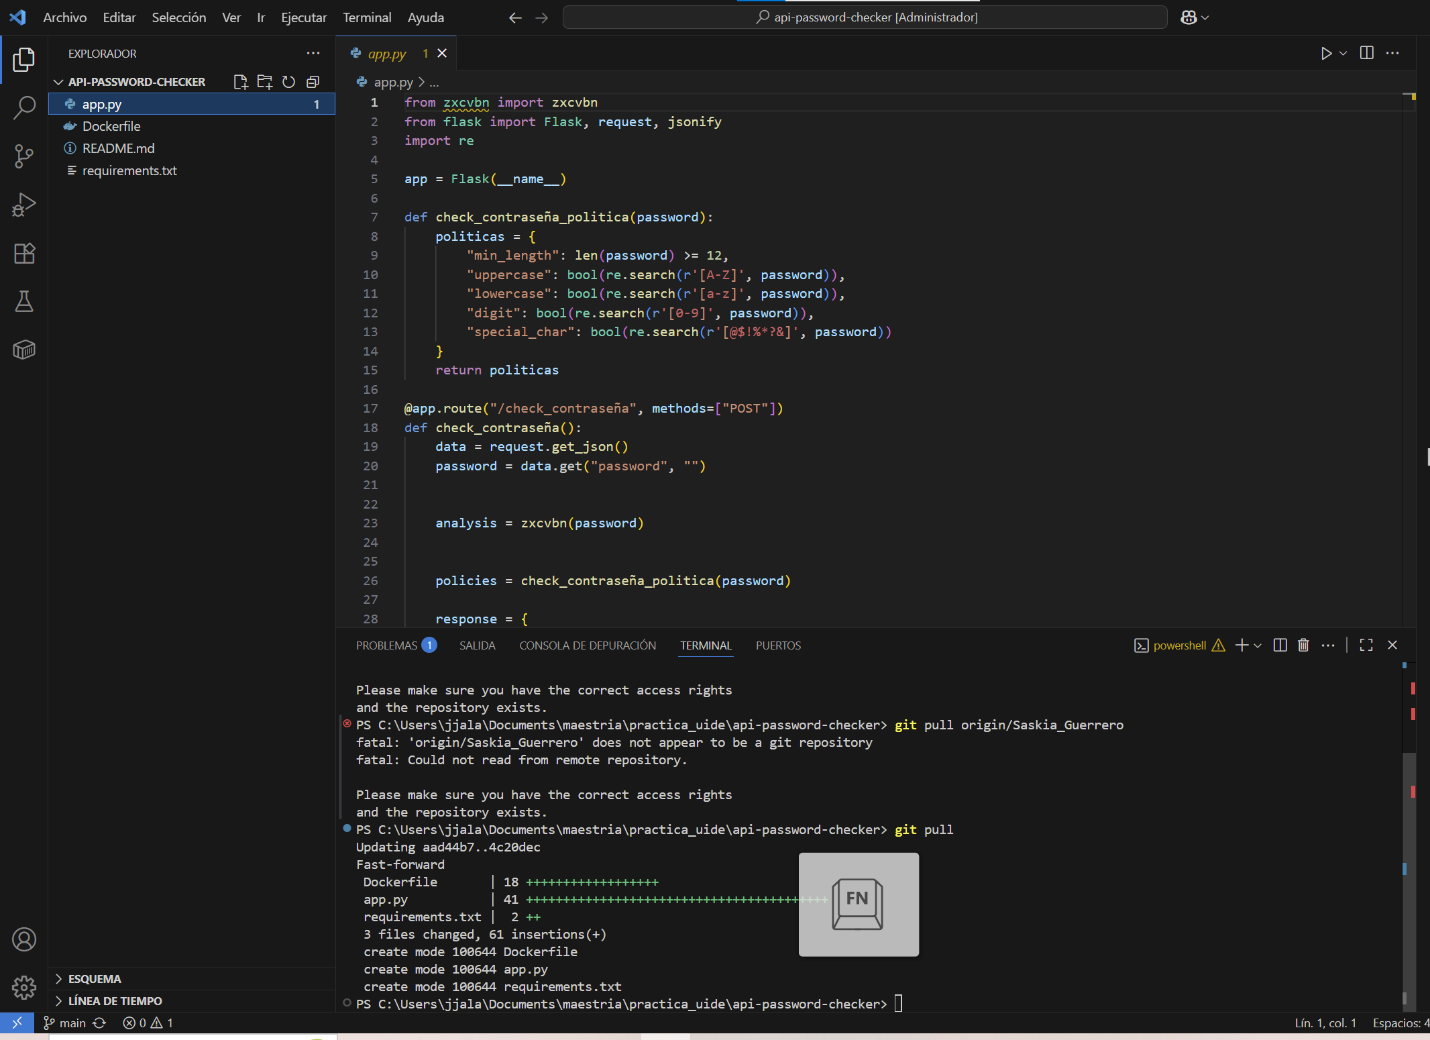 Archivo Editar Selección Ver Ir Ejecutar Terminal Ayuda api-password-checker [Administrador]
EXPLORADOR
API-PASSWORD-CHECKER
app.py 1
Dockerfile
README.md
requirements.txt
ESQUEMA
LÍNEA DE TIEMPO
app.py 1
app.py > ...
1 from zxcvbn import zxcvbn
2 from flask import Flask, request, jsonify
3 import re
4
5 app = Flask(__name__)
6
7 def check_contraseña_politica(password):
8 politicas = {
9 "min_length": len(password) >= 12,
10 "uppercase": bool(re.search(r'[A-Z]', password)),
11 "lowercase": bool(re.search(r'[a-z]', password)),
12 "digit": bool(re.search(r'[0-9]', password)),
13 "special_char": bool(re.search(r'[@$!%*?&]', password))
14 }
15 return politicas
16
17 @app.route("/check_contraseña", methods=["POST"])
18 def check_contraseña():
19 data = request.get_json()
20 password = data.get("password", "")
21
22
23 analysis = zxcvbn(password)
24
25
26 policies = check_contraseña_politica(password)
27
28 response = {
PROBLEMAS 1 SALIDA CONSOLA DE DEPURACIÓN TERMINAL PUERTOS powershell
Please make sure you have the correct access rights
and the repository exists.
PS C:\Users\jjala\Documents\maestria\practica_uide\api-password-checker> git pull origin/Saskia_Guerrero
fatal: 'origin/Saskia_Guerrero' does not appear to be a git repository
fatal: Could not read from remote repository.
Please make sure you have the correct access rights
and the repository exists.
PS C:\Users\jjala\Documents\maestria\practica_uide\api-password-checker> git pull
Updating aad44b7..4c20dec
Fast-forward
Dockerfile | 18 ++++++++++++++++++
app.py | 41 +++++++++++++++++++++++++++++++++++++++++
requirements.txt | 2 ++
3 files changed, 61 insertions(+)
create mode 100644 Dockerfile
create mode 100644 app.py
create mode 100644 requirements.txt
PS C:\Users\jjala\Documents\maestria\practica_uide\api-password-checker>
FN
main 0 1 Lín. 1, col. 1 Espacios: 4